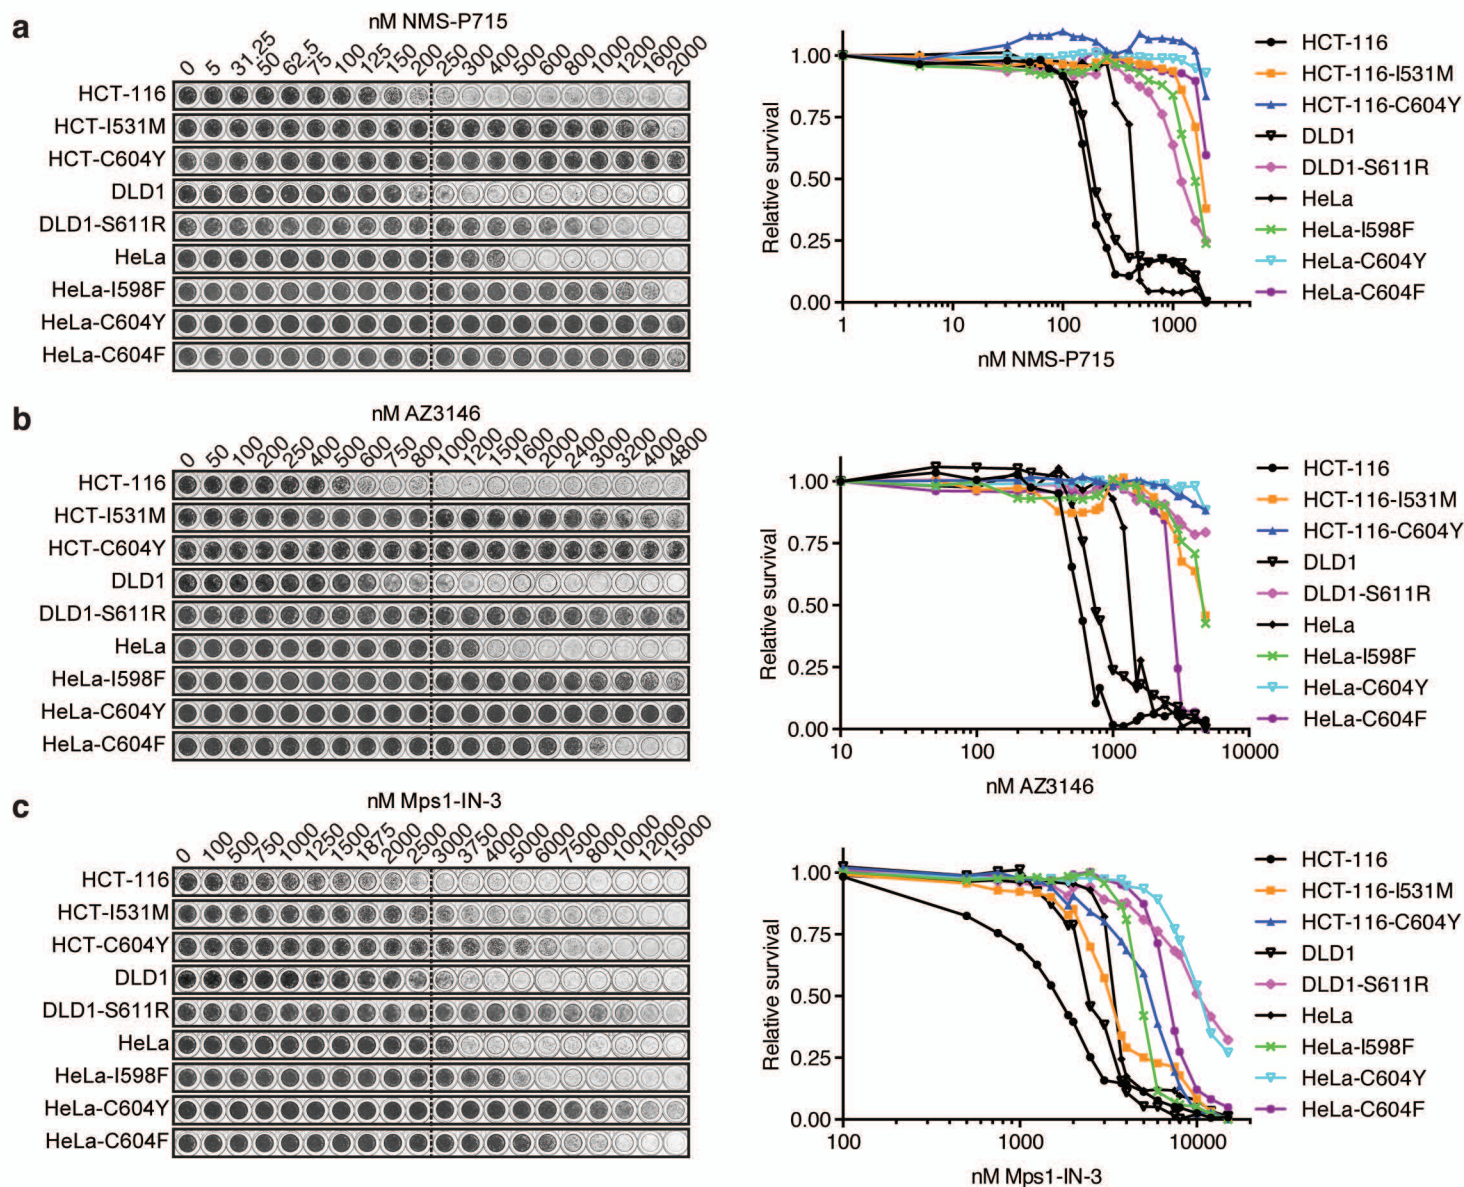 a
nM NMS-P715
0 5 31.25 50 62.5 75 100 125 150 200 250 300 400 500 600 800 1000 1200 1600 2000
HCT-116
HCT-I531M
HCT-C604Y
DLD1
DLD1-S611R
HeLa
HeLa-I598F
HeLa-C604Y
HeLa-C604F
Relative survival
1.00
0.75
0.50
0.25
0.00
1 10 100 1000
nM NMS-P715
HCT-116
HCT-116-I531M
HCT-116-C604Y
DLD1
DLD1-S611R
HeLa
HeLa-I598F
HeLa-C604Y
HeLa-C604F
b
nM AZ3146
0 50 100 200 250 400 500 600 750 800 1000 1200 1500 1600 2000 2400 3000 3200 4000 4800
HCT-116
HCT-I531M
HCT-C604Y
DLD1
DLD1-S611R
HeLa
HeLa-I598F
HeLa-C604Y
HeLa-C604F
Relative survival
1.00
0.75
0.50
0.25
0.00
10 100 1000 10000
nM AZ3146
HCT-116
HCT-116-I531M
HCT-116-C604Y
DLD1
DLD1-S611R
HeLa
HeLa-I598F
HeLa-C604Y
HeLa-C604F
c
nM Mps1-IN-3
0 100 500 750 1000 1250 1500 1875 2000 2500 3000 3750 4000 5000 6000 7500 8000 10000 12000 15000
HCT-116
HCT-I531M
HCT-C604Y
DLD1
DLD1-S611R
HeLa
HeLa-I598F
HeLa-C604Y
HeLa-C604F
Relative survival
1.00
0.75
0.50
0.25
0.00
100 1000 10000
nM Mps1-IN-3
HCT-116
HCT-116-I531M
HCT-116-C604Y
DLD1
DLD1-S611R
HeLa
HeLa-I598F
HeLa-C604Y
HeLa-C604F